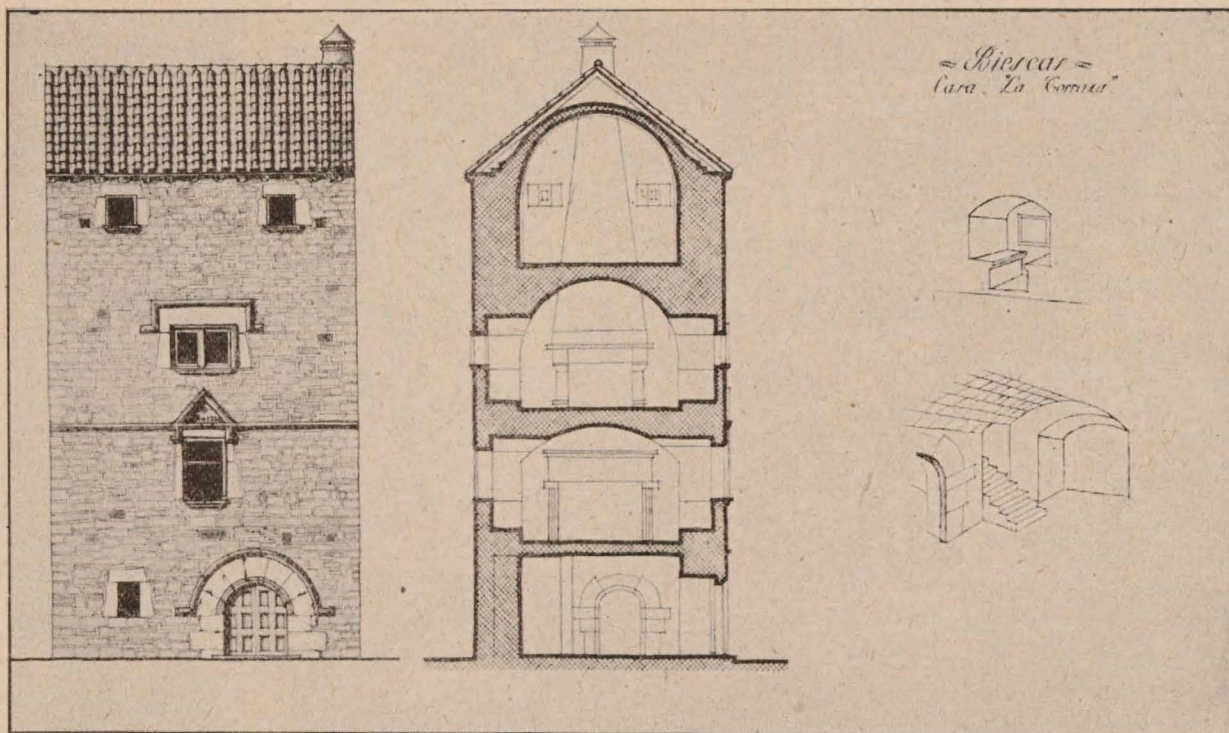 = Biescas =
Casa "La Torraza"